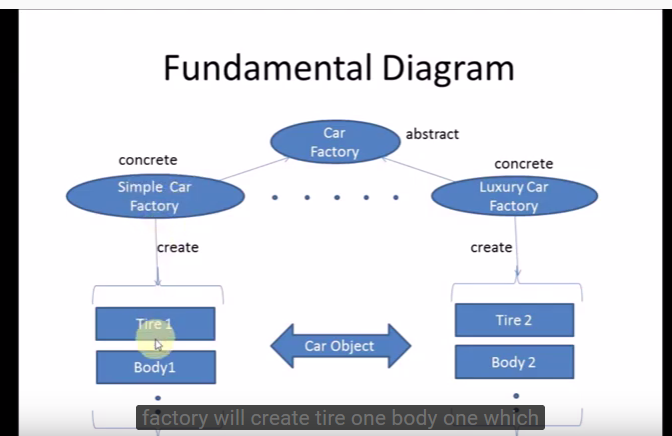 Fundamental Diagram
Car
Factory
abstract
concrete
concrete
Simple Car
Factory
Luxury Car
Factory
create
create
Tire 1
Tire 2
Car Object
Body1
Body 2
factory will create tire one body one which